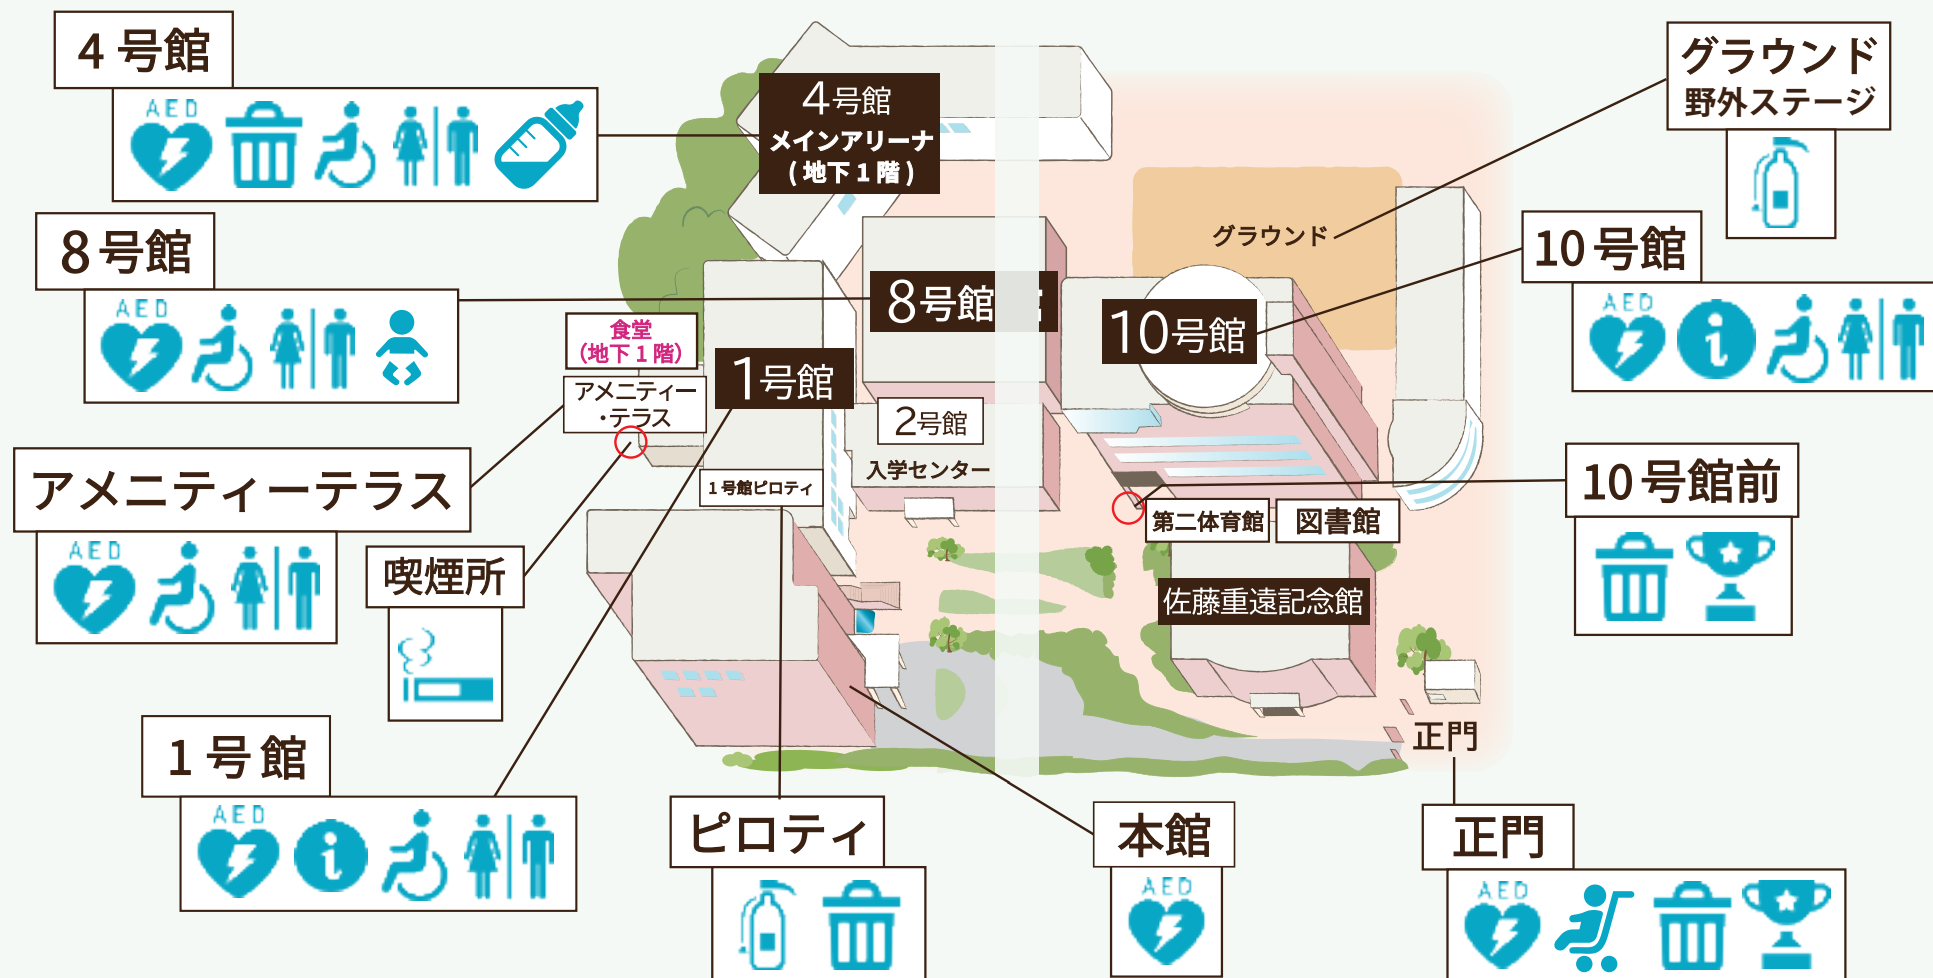 4号館
AED
8号館
AED
アメニティーテラス
AED
喫煙所
1号館
AED
ピロティ
本館
AED
正門
AED
グラウンド
野外ステージ
10号館
AED
10号館前
4号館
メインアリーナ
(地下1階)
グラウンド
8号館
10号館
食堂
(地下1階)
アメニティー
・テラス
1号館
2号館
入学センター
1号館ピロティ
第二体育館
図書館
佐藤重遠記念館
正門